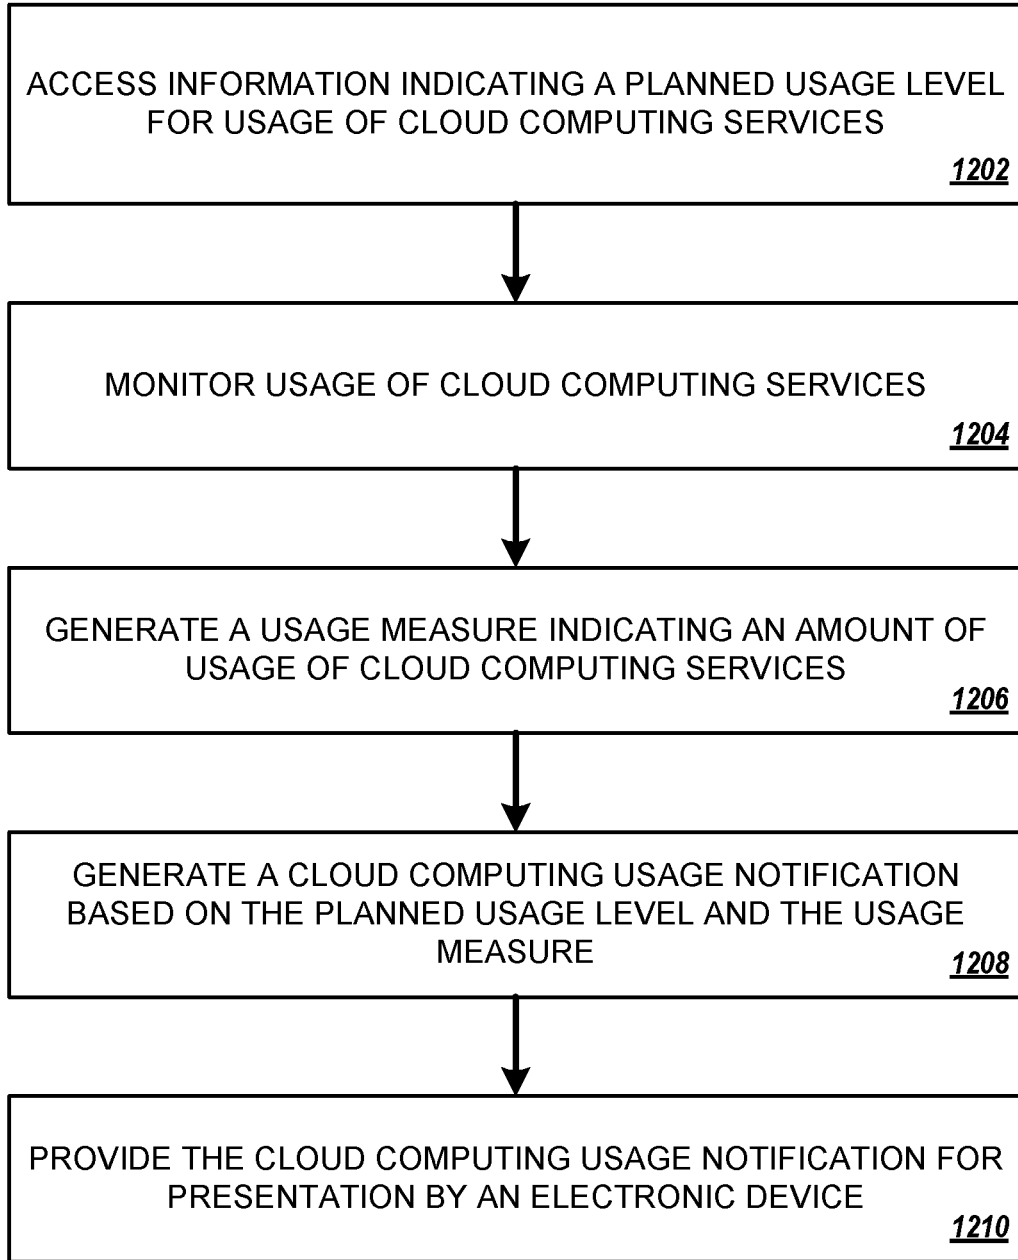 ACCESS INFORMATION INDICATING A PLANNED USAGE LEVEL
FOR USAGE OF CLOUD COMPUTING SERVICES
1202
MONITOR USAGE OF CLOUD COMPUTING SERVICES
1204
GENERATE A USAGE MEASURE INDICATING AN AMOUNT OF
USAGE OF CLOUD COMPUTING SERVICES
1206
GENERATE A CLOUD COMPUTING USAGE NOTIFICATION
BASED ON THE PLANNED USAGE LEVEL AND THE USAGE
MEASURE
1208
PROVIDE THE CLOUD COMPUTING USAGE NOTIFICATION FOR
PRESENTATION BY AN ELECTRONIC DEVICE
1210